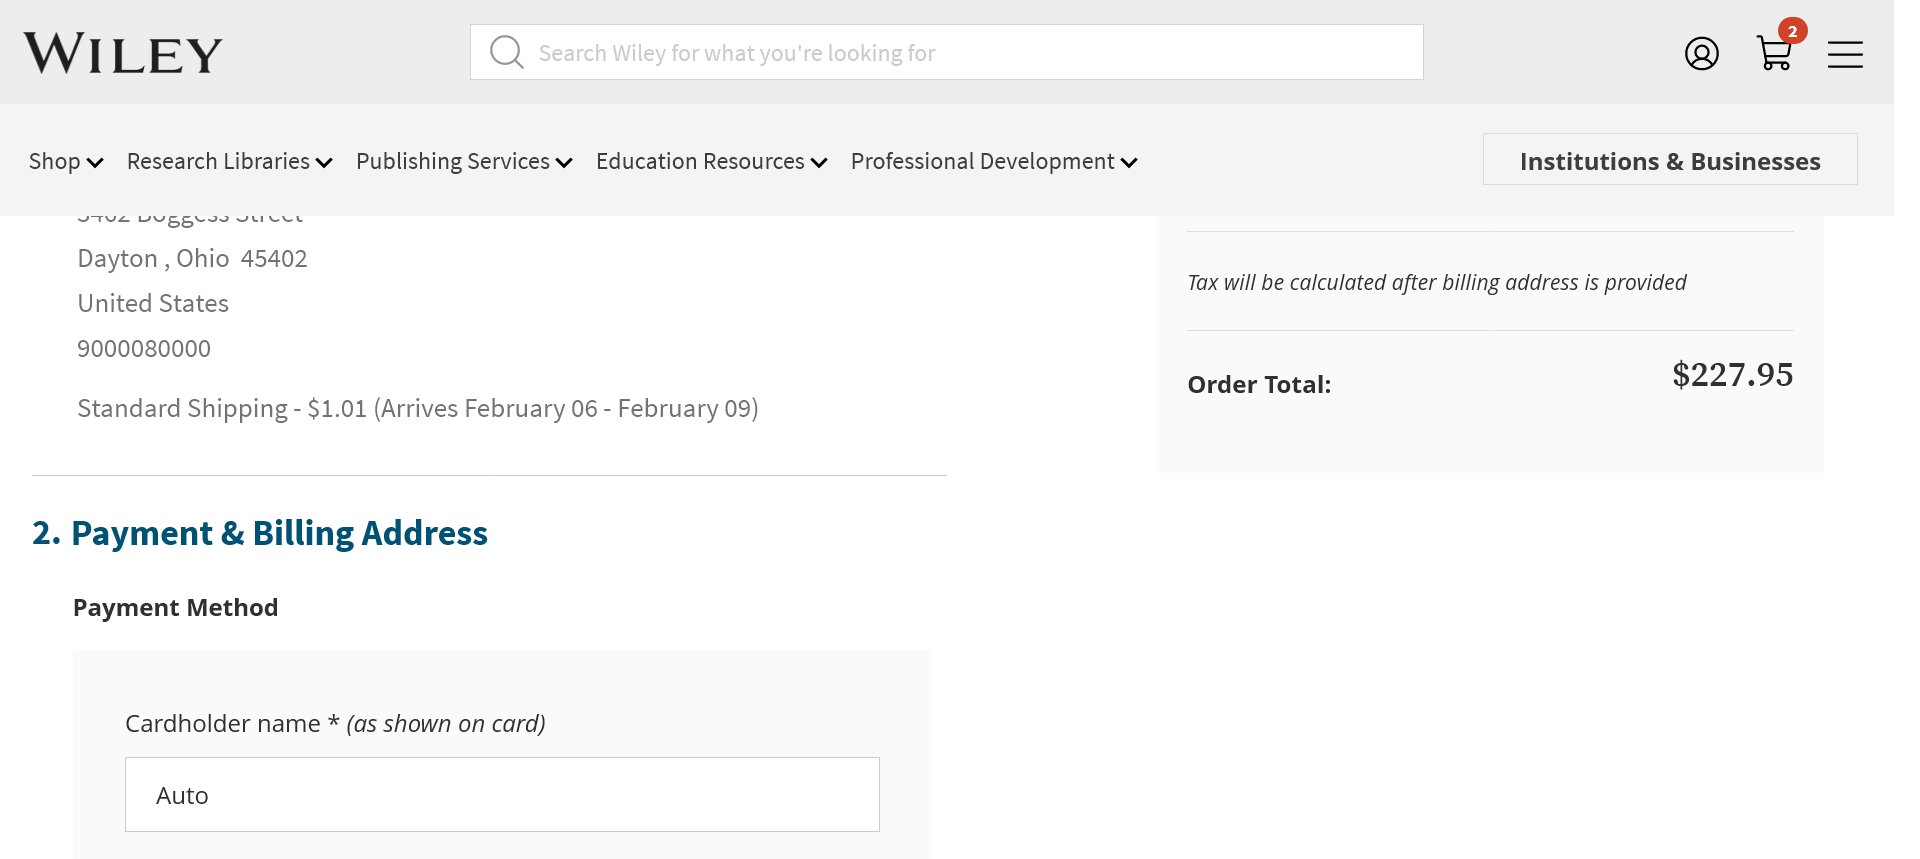 WILEY
Search Wiley for what you're looking for
2
Shop
Research Libraries
Publishing Services
Education Resources
Professional Development
Institutions & Businesses
Boggess Street
Dayton , Ohio 45402
United States
9000080000
Standard Shipping - $1.01 (Arrives February 06 - February 09)
Tax will be calculated after billing address is provided
Order Total:
$227.95
2. Payment & Billing Address
Payment Method
Cardholder name * (as shown on card)
Auto